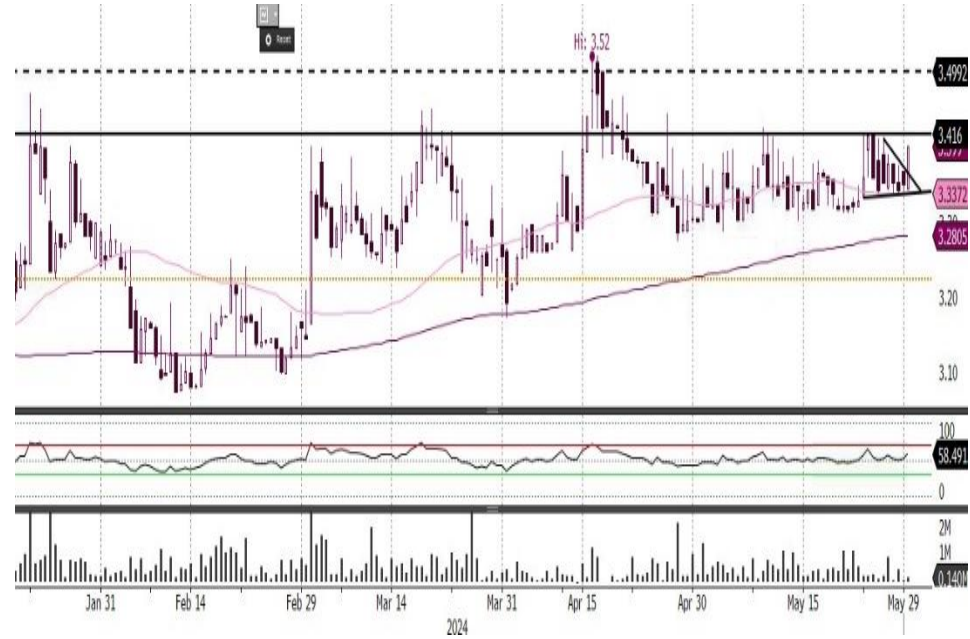 Reset
Hi: 3.52
3.4992
3.416
3.3372
3.2805
3.20
3.10
100
58.491
0
2M
1M
0.140M
Jan 31
Feb 14
Feb 29
Mar 14
Mar 31
Apr 15
Apr 30
May 15
May 29
2024